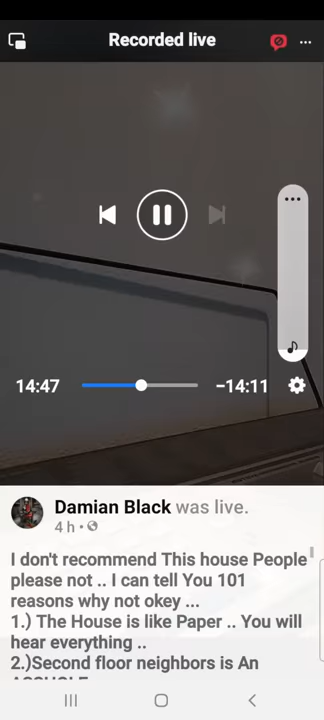 Recorded live
14:47
-14:11
Damian Black was live.
4 h
I don't recommend This house People
please not .. I can tell You 101
reasons why not okey ...
1.) The House is like Paper .. You will
hear everything ..
2.)Second floor neighbors is An
ASSHOLE